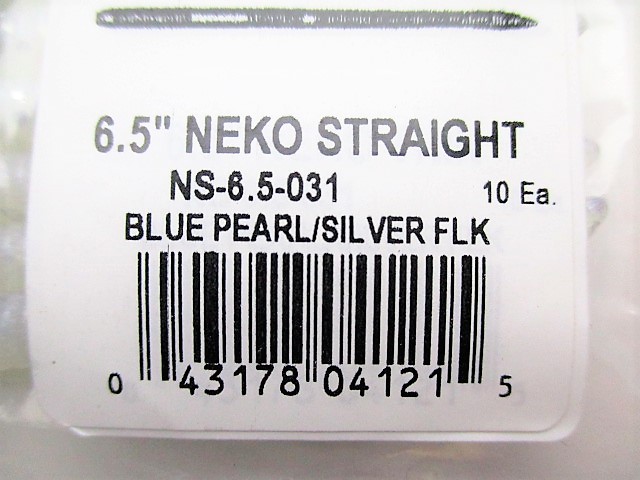 6.5" NEKO STRAIGHT
NS-6.5-031 10 Ea.
BLUE PEARL/SILVER FLK
0 43178 04121 5